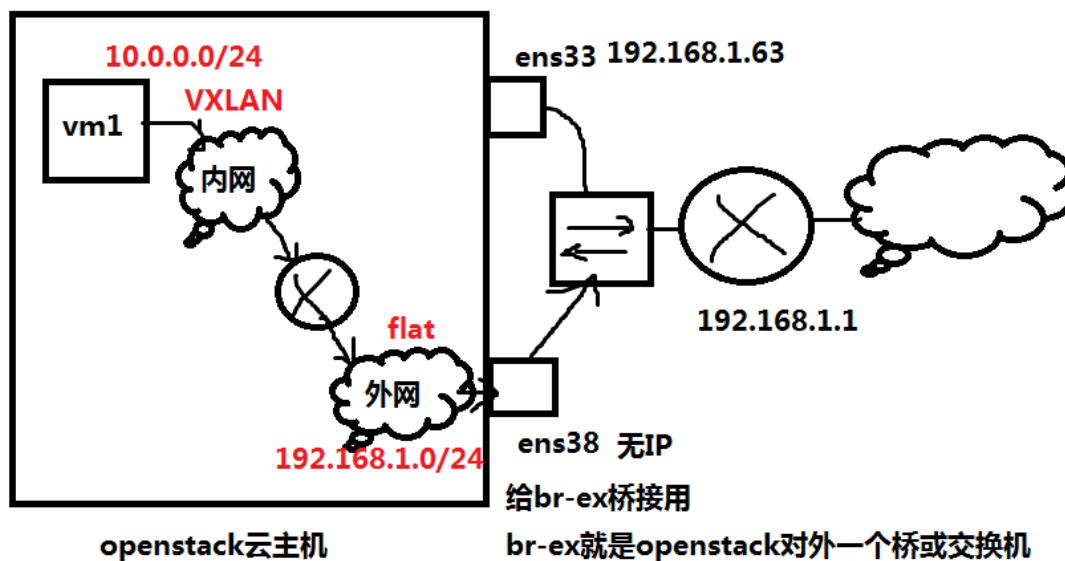 10.0.0.0/24
VXLAN
vm1
内网
flat
外网
192.168.1.0/24
ens33 192.168.1.63
192.168.1.1
ens38 无IP
给br-ex桥接用
openstack云主机
br-ex就是openstack对外一个桥或交换机